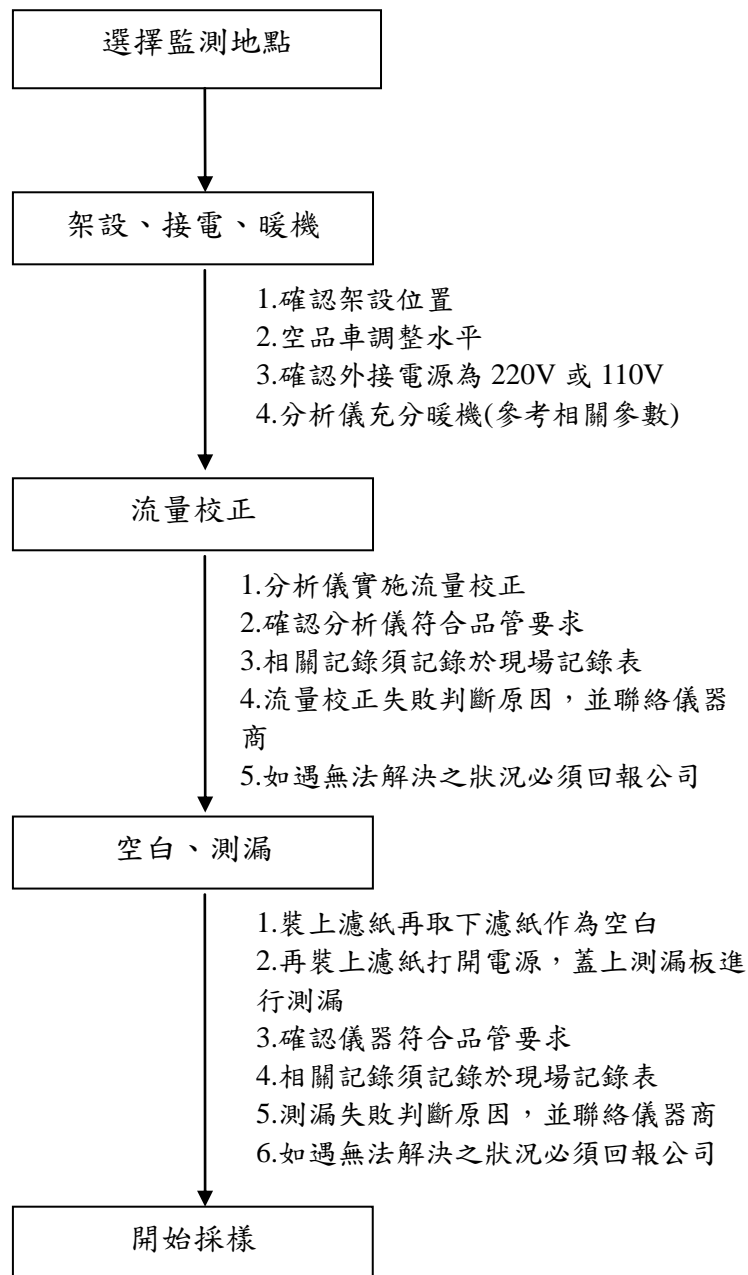 選擇監測地點
架設、接電、暖機
1.確認架設位置
2.空品車調整水平
3.確認外接電源為 220V 或 110V
4.分析儀充分暖機(參考相關參數)
流量校正
1.分析儀實施流量校正
2.確認分析儀符合品管要求
3.相關記錄須記錄於現場記錄表
4.流量校正失敗判斷原因，並聯絡儀器
商
5.如遇無法解決之狀況必須回報公司
空白、測漏
1.裝上濾紙再取下濾紙作為空白
2.再裝上濾紙打開電源，蓋上測漏板進
行測漏
3.確認儀器符合品管要求
4.相關記錄須記錄於現場記錄表
5.測漏失敗判斷原因，並聯絡儀器商
6.如遇無法解決之狀況必須回報公司
開始採樣